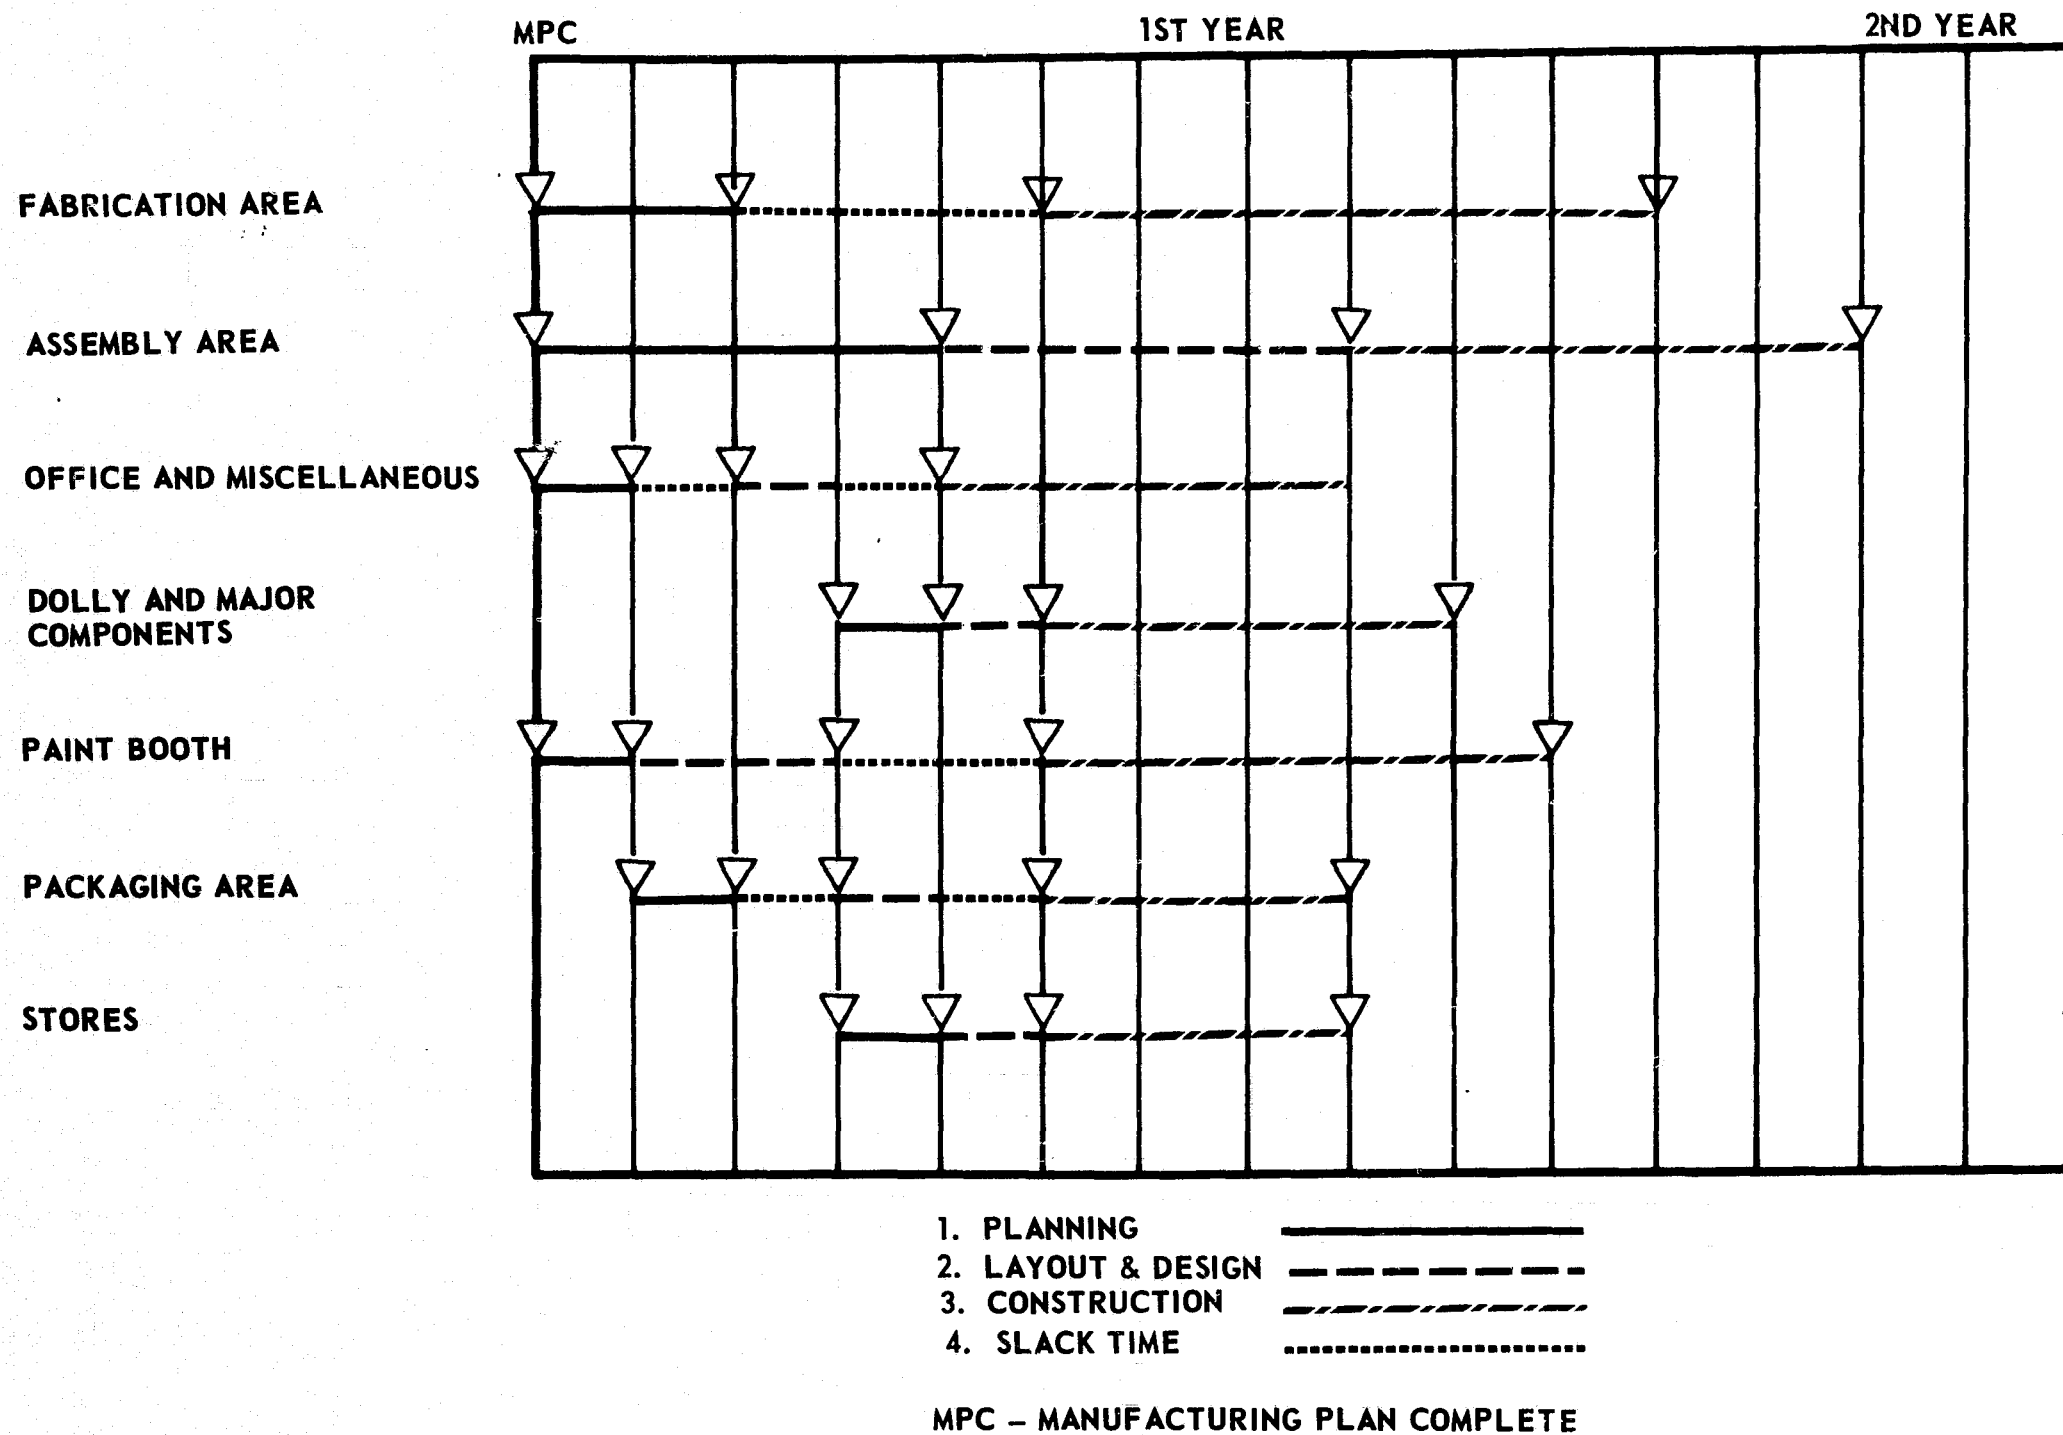 MPC 1ST YEAR 2ND YEAR
FABRICATION AREA
ASSEMBLY AREA
OFFICE AND MISCELLANEOUS
DOLLY AND MAJOR
COMPONENTS
PAINT BOOTH
PACKAGING AREA
STORES
1. PLANNING
2. LAYOUT & DESIGN
3. CONSTRUCTION
4. SLACK TIME
MPC – MANUFACTURING PLAN COMPLETE